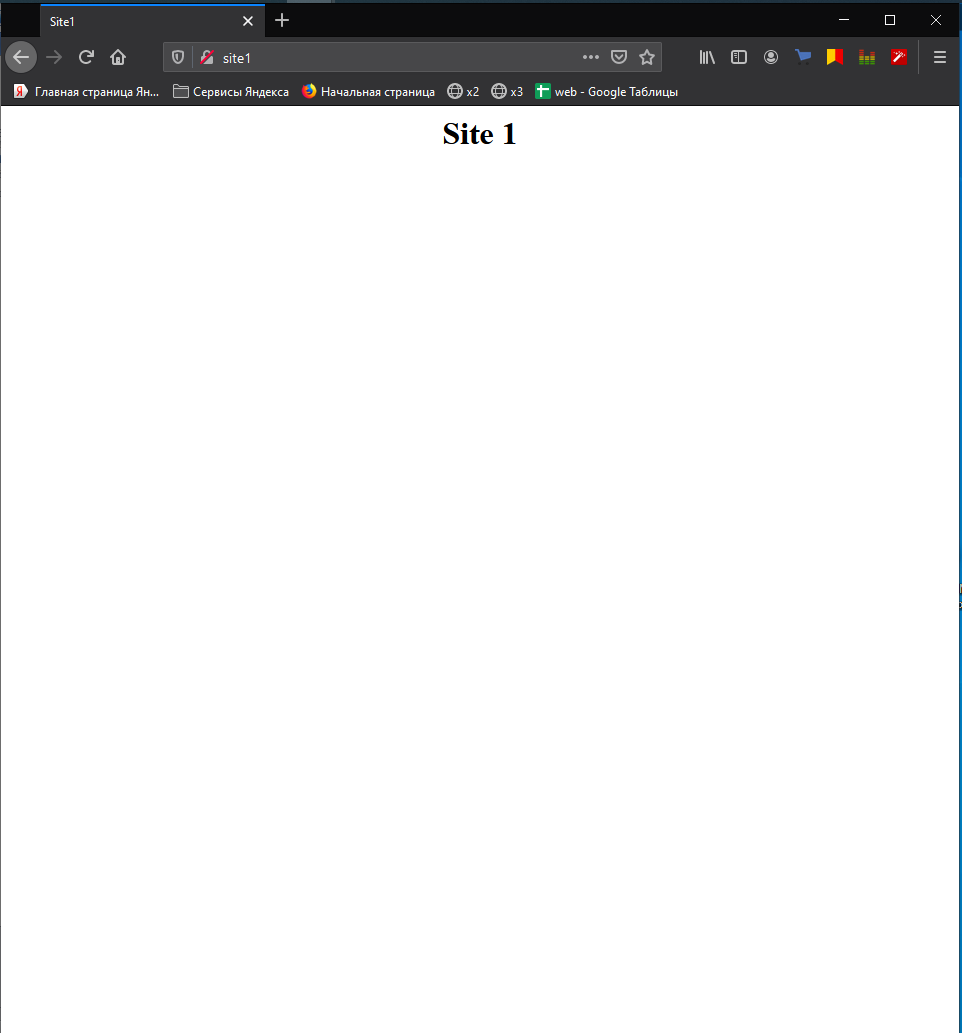 Site1
site1
Главная страница Ян... Сервисы Яндекса Начальная страница x2 x3 web - Google Таблицы
Site 1